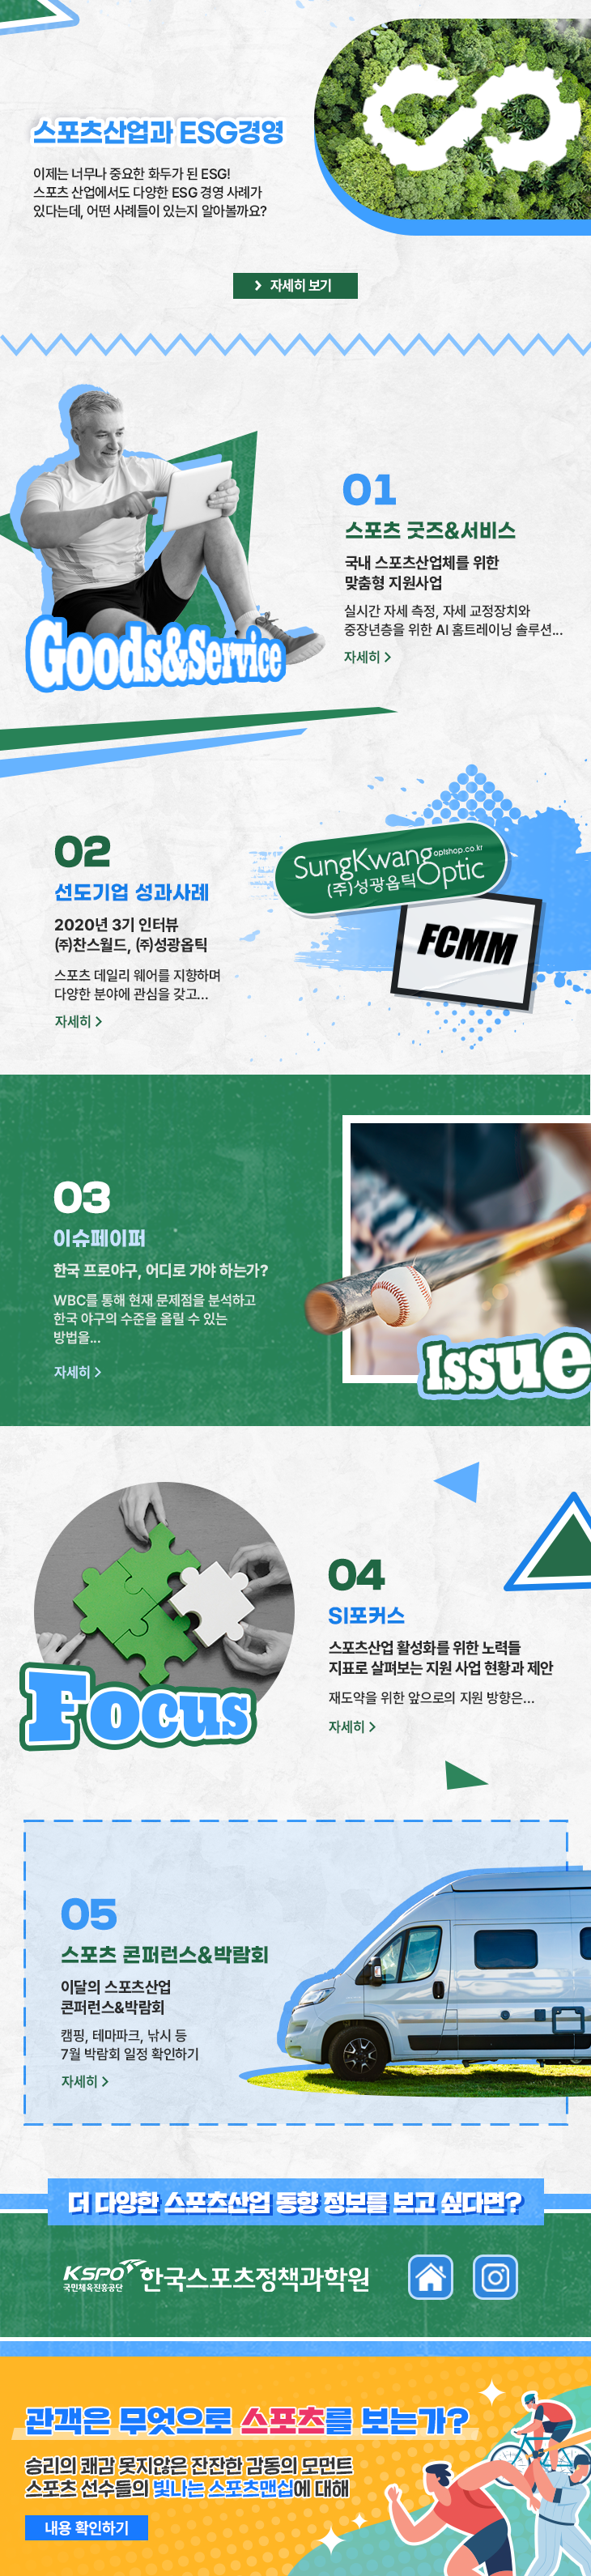 스포츠산업과 ESG경영
이제는 너무나 중요한 화두가 된 ESG!
스포츠 산업에서도 다양한 ESG 경영 사례가
있다는데, 어떤 사례들이 있는지 알아볼까요?
자세히 보기
01
스포츠 굿즈&서비스
국내 스포츠산업체를 위한
맞춤형 지원사업
실시간 자세 측정, 자세 교정장치와
중장년층을 위한 AI 홈트레이닝 솔루션...
자세히 >
Goods&Service
02
선도기업 성과사례
2020년 3기 인터뷰
㈜찬스월드, ㈜성광옵틱
스포츠 데일리 웨어를 지향하며
다양한 분야에 관심을 갖고...
자세히 >
SungKwang optshop.co.kr
(주)성광옵틱 Optic
FCMM
03
이슈페이퍼
한국 프로야구, 어디로 가야 하는가?
WBC를 통해 현재 문제점을 분석하고
한국 야구의 수준을 올릴 수 있는
방법을...
자세히 >
Issue
04
SI포커스
스포츠산업 활성화를 위한 노력들
지표로 살펴보는 지원 사업 현황과 제안
재도약을 위한 앞으로의 지원 방향은...
자세히 >
Focus
05
스포츠 콘퍼런스&박람회
이달의 스포츠산업
콘퍼런스&박람회
캠핑, 테마파크, 낚시 등
7월 박람회 일정 확인하기
자세히 >
더 다양한 스포츠산업 동향 정보를 보고 싶다면?
KSPO 국민체육진흥공단 한국스포츠정책과학원
관객은 무엇으로 스포츠를 보는가?
승리의 쾌감 못지않은 잔잔한 감동의 모먼트
스포츠 선수들의 빛나는 스포츠맨십에 대해
내용 확인하기